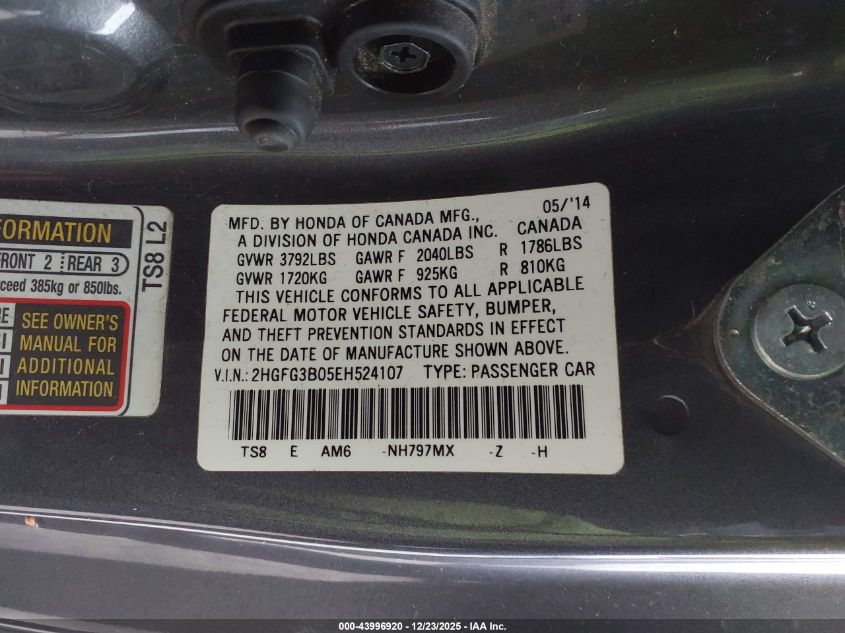 ORMATION
FRONT 2 REAR 3
ceed 385kg or 850lbs.
SEE OWNER'S
MANUAL FOR
ADDITIONAL
INFORMATION
TS8 L2
05/'14
MFD. BY HONDA OF CANADA MFG., CANADA
A DIVISION OF HONDA CANADA INC.
GVWR 3792LBS GAWR F 2040LBS R 1786LBS
GVWR 1720KG GAWR F 925KG R 810KG
THIS VEHICLE CONFORMS TO ALL APPLICABLE
FEDERAL MOTOR VEHICLE SAFETY, BUMPER,
AND THEFT PREVENTION STANDARDS IN EFFECT
ON THE DATE OF MANUFACTURE SHOWN ABOVE.
V.I.N.: 2HGFG3B05EH524107 TYPE: PASSENGER CAR
TS8 E AM6 -NH797MX -Z -H
000-43996920 - 12/23/2025 - IAA Inc.